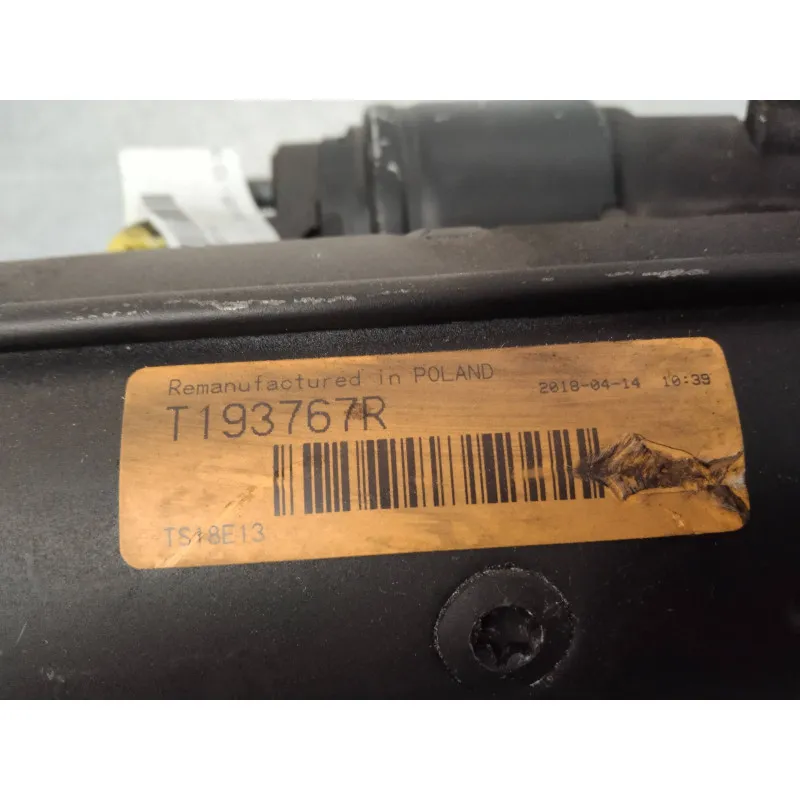 Remanufactured in POLAND 2018-04-14 10:39
T193767R
TS18E13